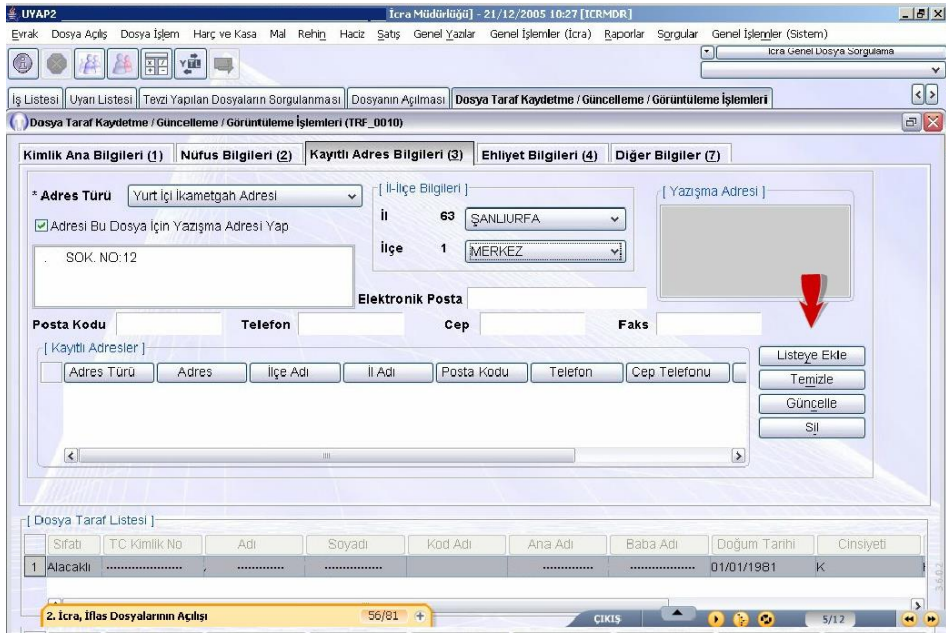 UYAP2 İcra Müdürlüğü] - 21/12/2005 10:27 [ICRMDR]
Evrak Dosya Açılış Dosya İşlem Harç ve Kasa Mal Rehin Haciz Satış Genel Yazılar Genel İşlemler (İcra) Raporlar Sorgular Genel İşlemler (Sistem)
İcra Genel Dosya Sorgulama
İş Listesi Uyarı Listesi Tevzi Yapılan Dosyaların Sorgulanması Dosyanın Açılması Dosya Taraf Kaydetme / Güncelleme / Görüntüleme İşlemleri
Dosya Taraf Kaydetme / Güncelleme / Görüntüleme İşlemleri (TRF_0010)
Kimlik Ana Bilgileri (1) Nüfus Bilgileri (2) Kayıtlı Adres Bilgileri (3) Ehliyet Bilgileri (4) Diğer Bilgiler (7)
* Adres Türü Yurt İçi İkametgah Adresi
[ İl-İlçe Bilgileri ]
[ Yazışma Adresi ]
Adresi Bu Dosya İçin Yazışma Adresi Yap
İl 63 ŞANLIURFA
İlçe 1 MERKEZ
. SOK. NO:12
Elektronik Posta
Posta Kodu Telefon Cep Faks
[ Kayıtlı Adresler ]
Adres Türü Adres İlçe Adı İl Adı Posta Kodu Telefon Cep Telefonu
Listeye Ekle
Temizle
Güncelle
Sil
[ Dosya Taraf Listesi ]
Sıfatı TC Kimlik No Adı Soyadı Kod Adı Ana Adı Baba Adı Doğum Tarihi Cinsiyeti
1 Alacaklı 01/01/1981 K
2. İcra, İflas Dosyalarının Açılışı 56/81 + ÇIKIŞ 5/12
3602